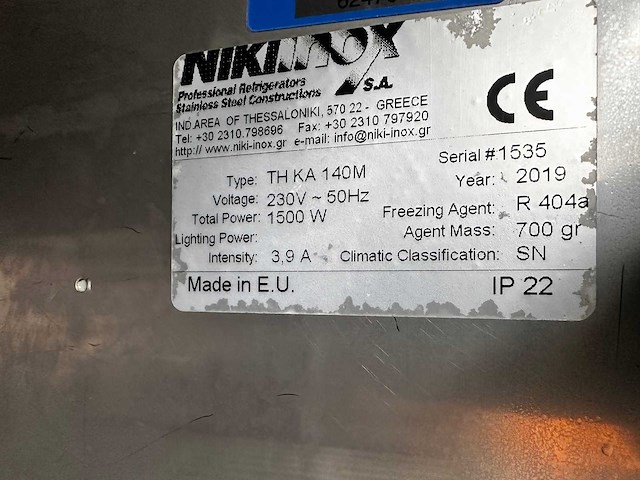 NIKIinox
S.A.
Professional Refrigerators
Stainless Steel Constructions
IND.AREA OF THESSALONIKI, 570 22 - GREECE
Tel: +30 2310.798696 Fax: +30 2310 797920
http:// www.niki-inox.gr e-mail: info@niki-inox.gr
CE
Serial #1535
Type: TH KA 140M
Year: 2019
Voltage: 230V ~ 50Hz
Freezing Agent: R 404a
Total Power: 1500 W
Agent Mass: 700 gr
Lighting Power:
Intensity: 3,9 A Climatic Classification: SN
Made in E.U. IP 22